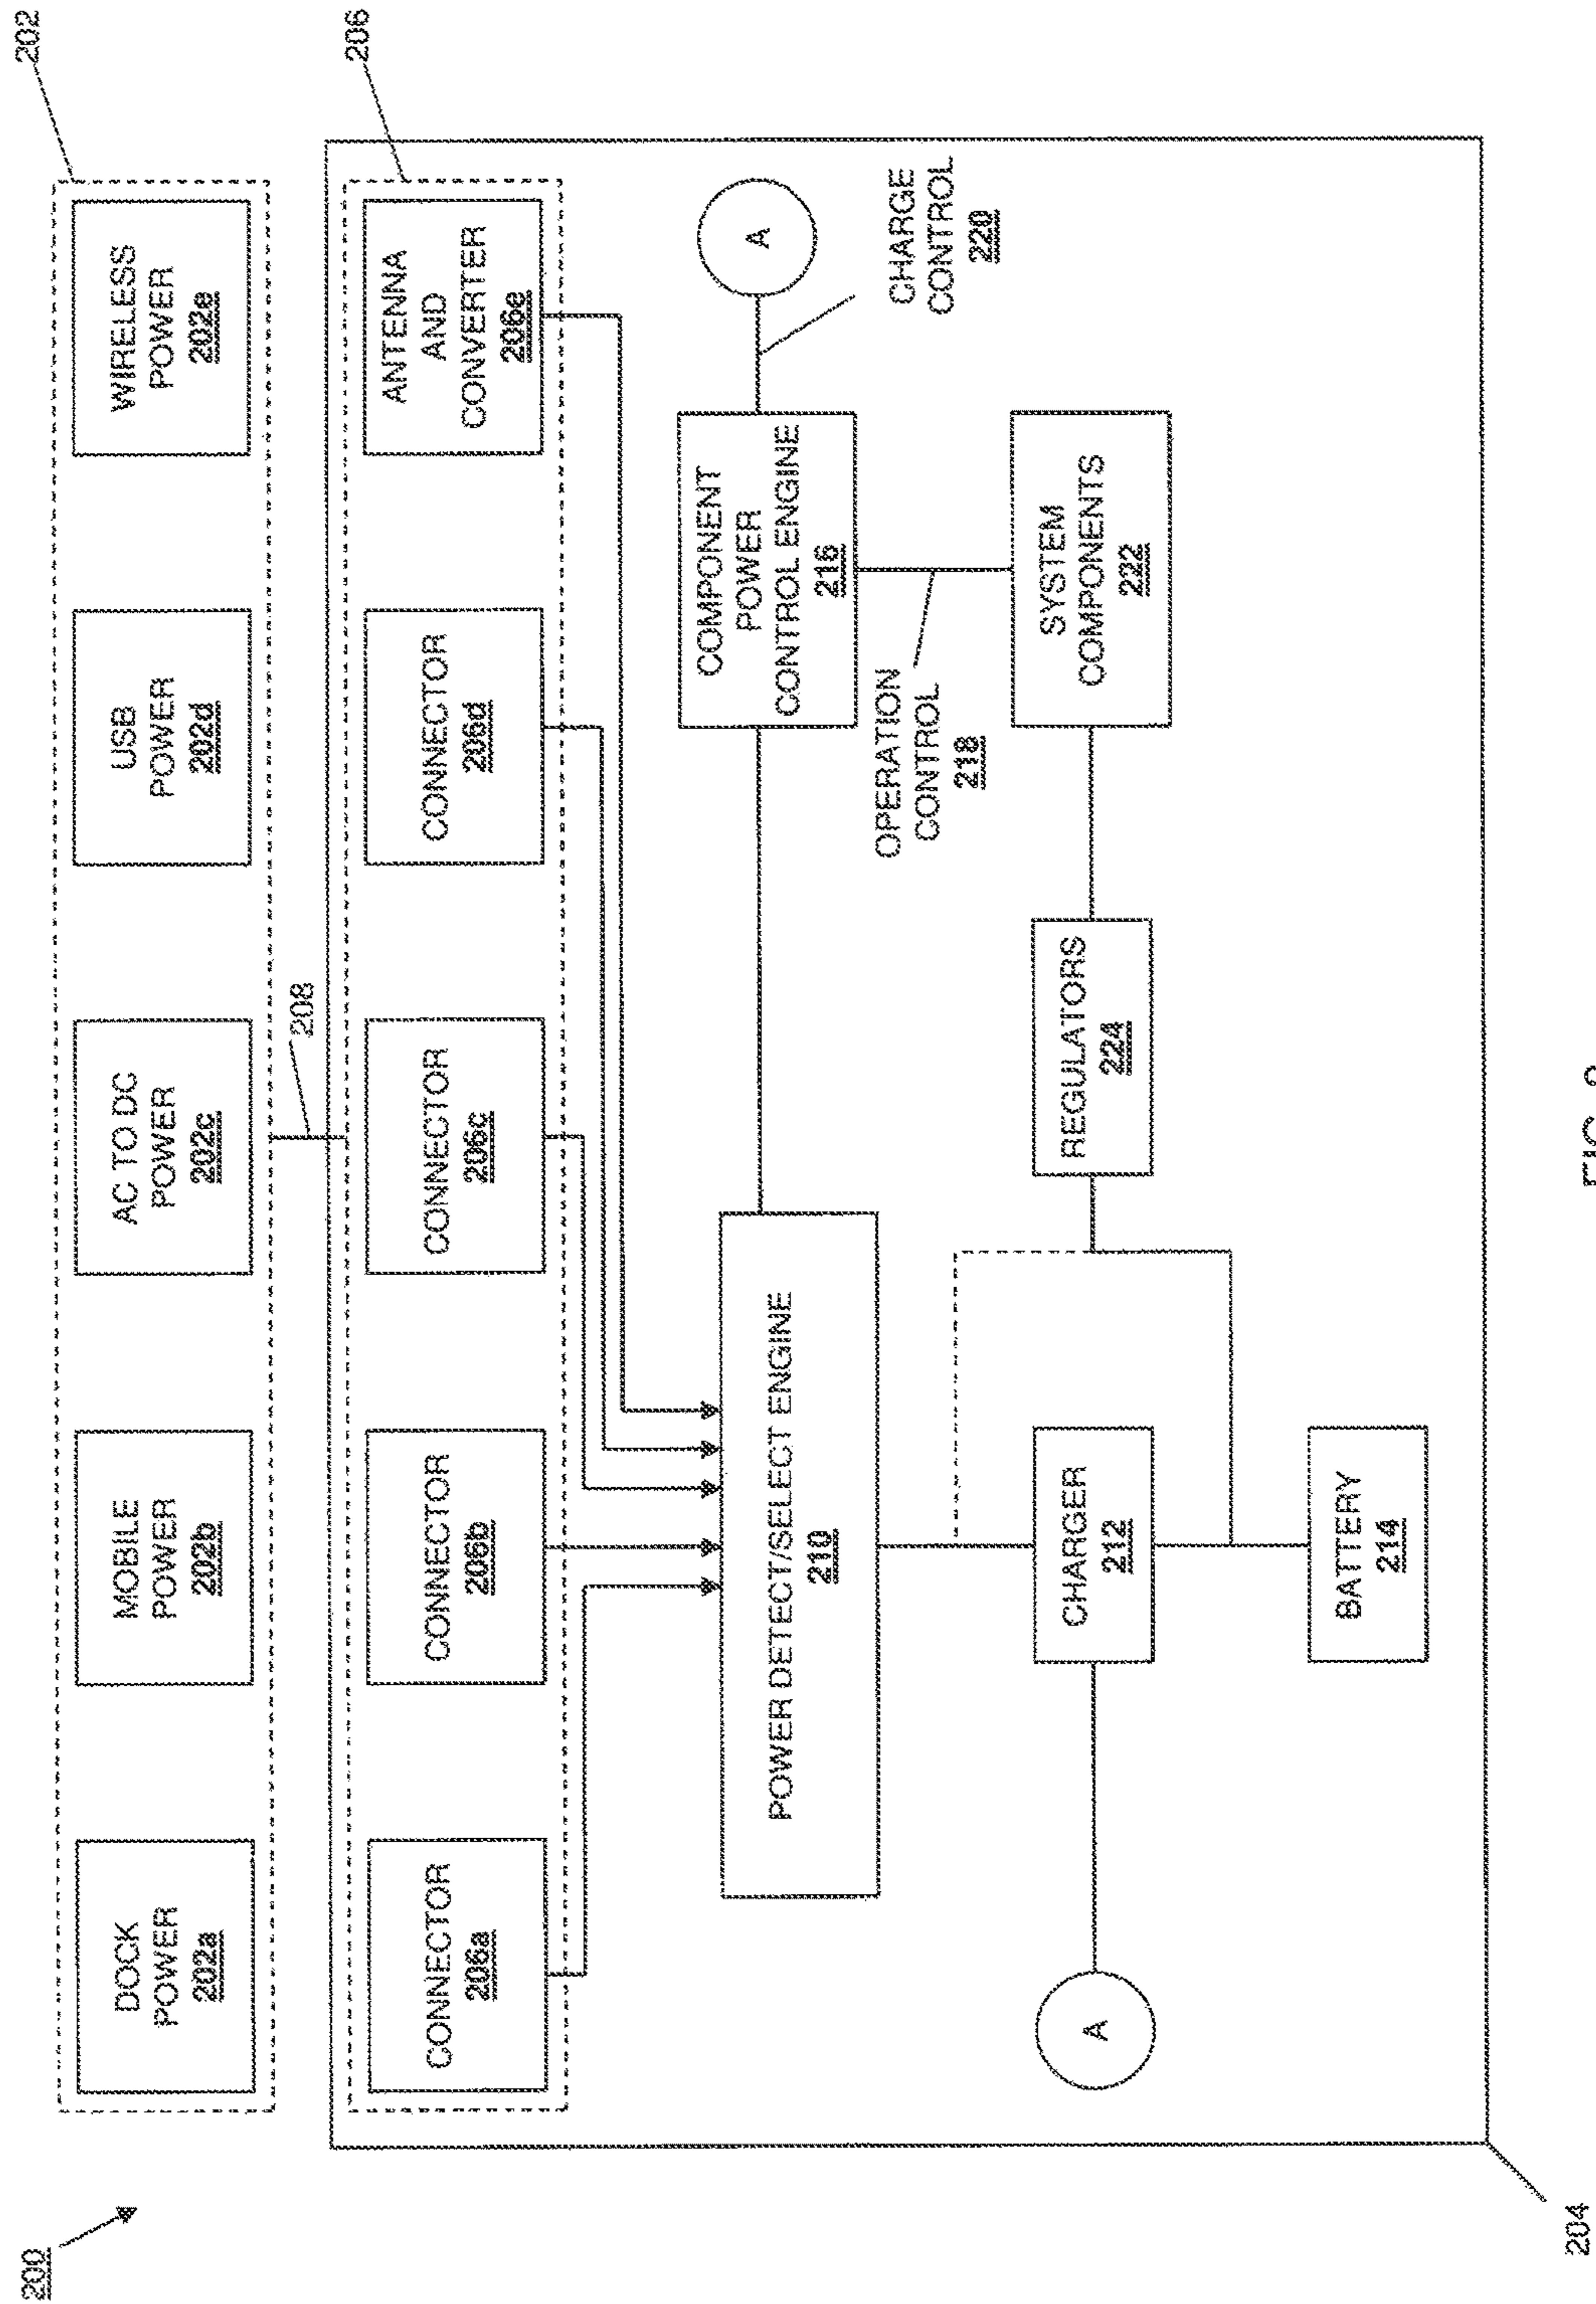 200
202
DOCK
POWER
202a
MOBILE
POWER
202b
AC TO DC
POWER
202c
USB
POWER
202d
WIRELESS
POWER
202e
208
206
CONNECTOR
206a
CONNECTOR
206b
CONNECTOR
206c
CONNECTOR
206d
ANTENNA
AND
CONVERTER
206e
POWER DETECT/SELECT ENGINE
210
COMPONENT
POWER
CONTROL ENGINE
216
A
CHARGE
CONTROL
220
OPERATION
CONTROL
218
A
CHARGER
212
REGULATORS
224
SYSTEM
COMPONENTS
222
BATTERY
214
204